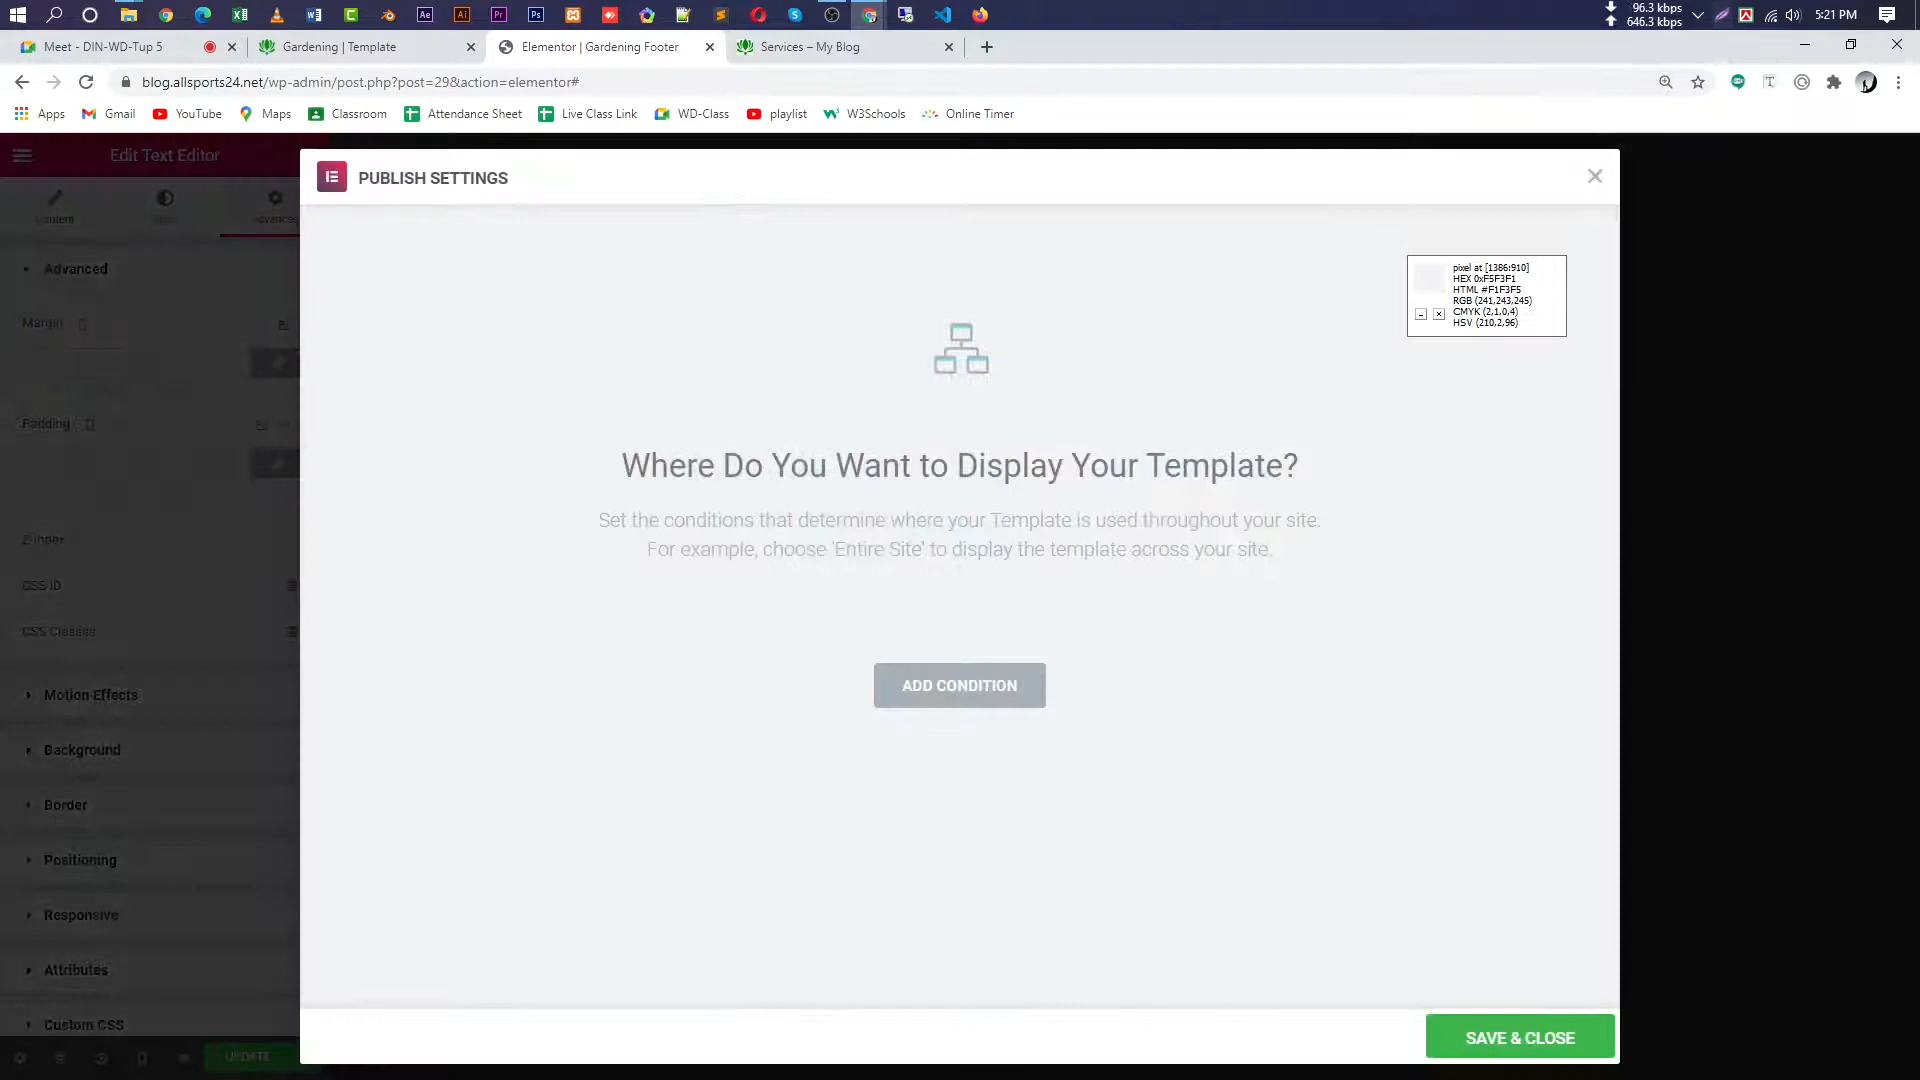 96.3 kbps
646.3 kbps
5:21 PM
Meet - DIN-WD-Tup 5
Gardening | Template
Elementor | Gardening Footer
Services – My Blog
blog.allsports24.net/wp-admin/post.php?post=29&action=elementor#
Apps
Gmail
YouTube
Maps
Classroom
Attendance Sheet
Live Class Link
WD-Class
playlist
W3Schools
Online Timer
Edit Text Editor
PUBLISH SETTINGS
Content
Advanced
Advanced
pixel at [1386:910]
HEX 0xF5F3F1
HTML #F1F3F5
RGB (241,243,245)
CMYK (2,1,0,4)
HSV (210,2,96)
Margin
Padding
Where Do You Want to Display Your Template?
Set the conditions that determine where your Template is used throughout your site.
For example, choose 'Entire Site' to display the template across your site.
Z-Index
CSS ID
CSS Classes
ADD CONDITION
Motion Effects
Background
Border
Positioning
Responsive
Attributes
Custom CSS
SAVE & CLOSE
UPDATE